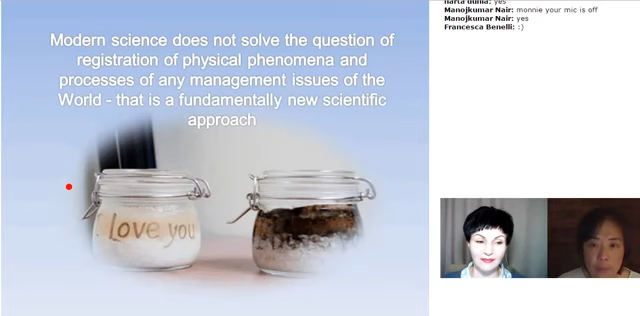 Modern science does not solve the question of
registration of physical phenomena and
processes of any management issues of the
World - that is a fundamentally new scientific
approach
I love you
yes
Manojkumar Nair: monnie your mic is off
Manojkumar Nair: yes
Francesca Benelli: :)